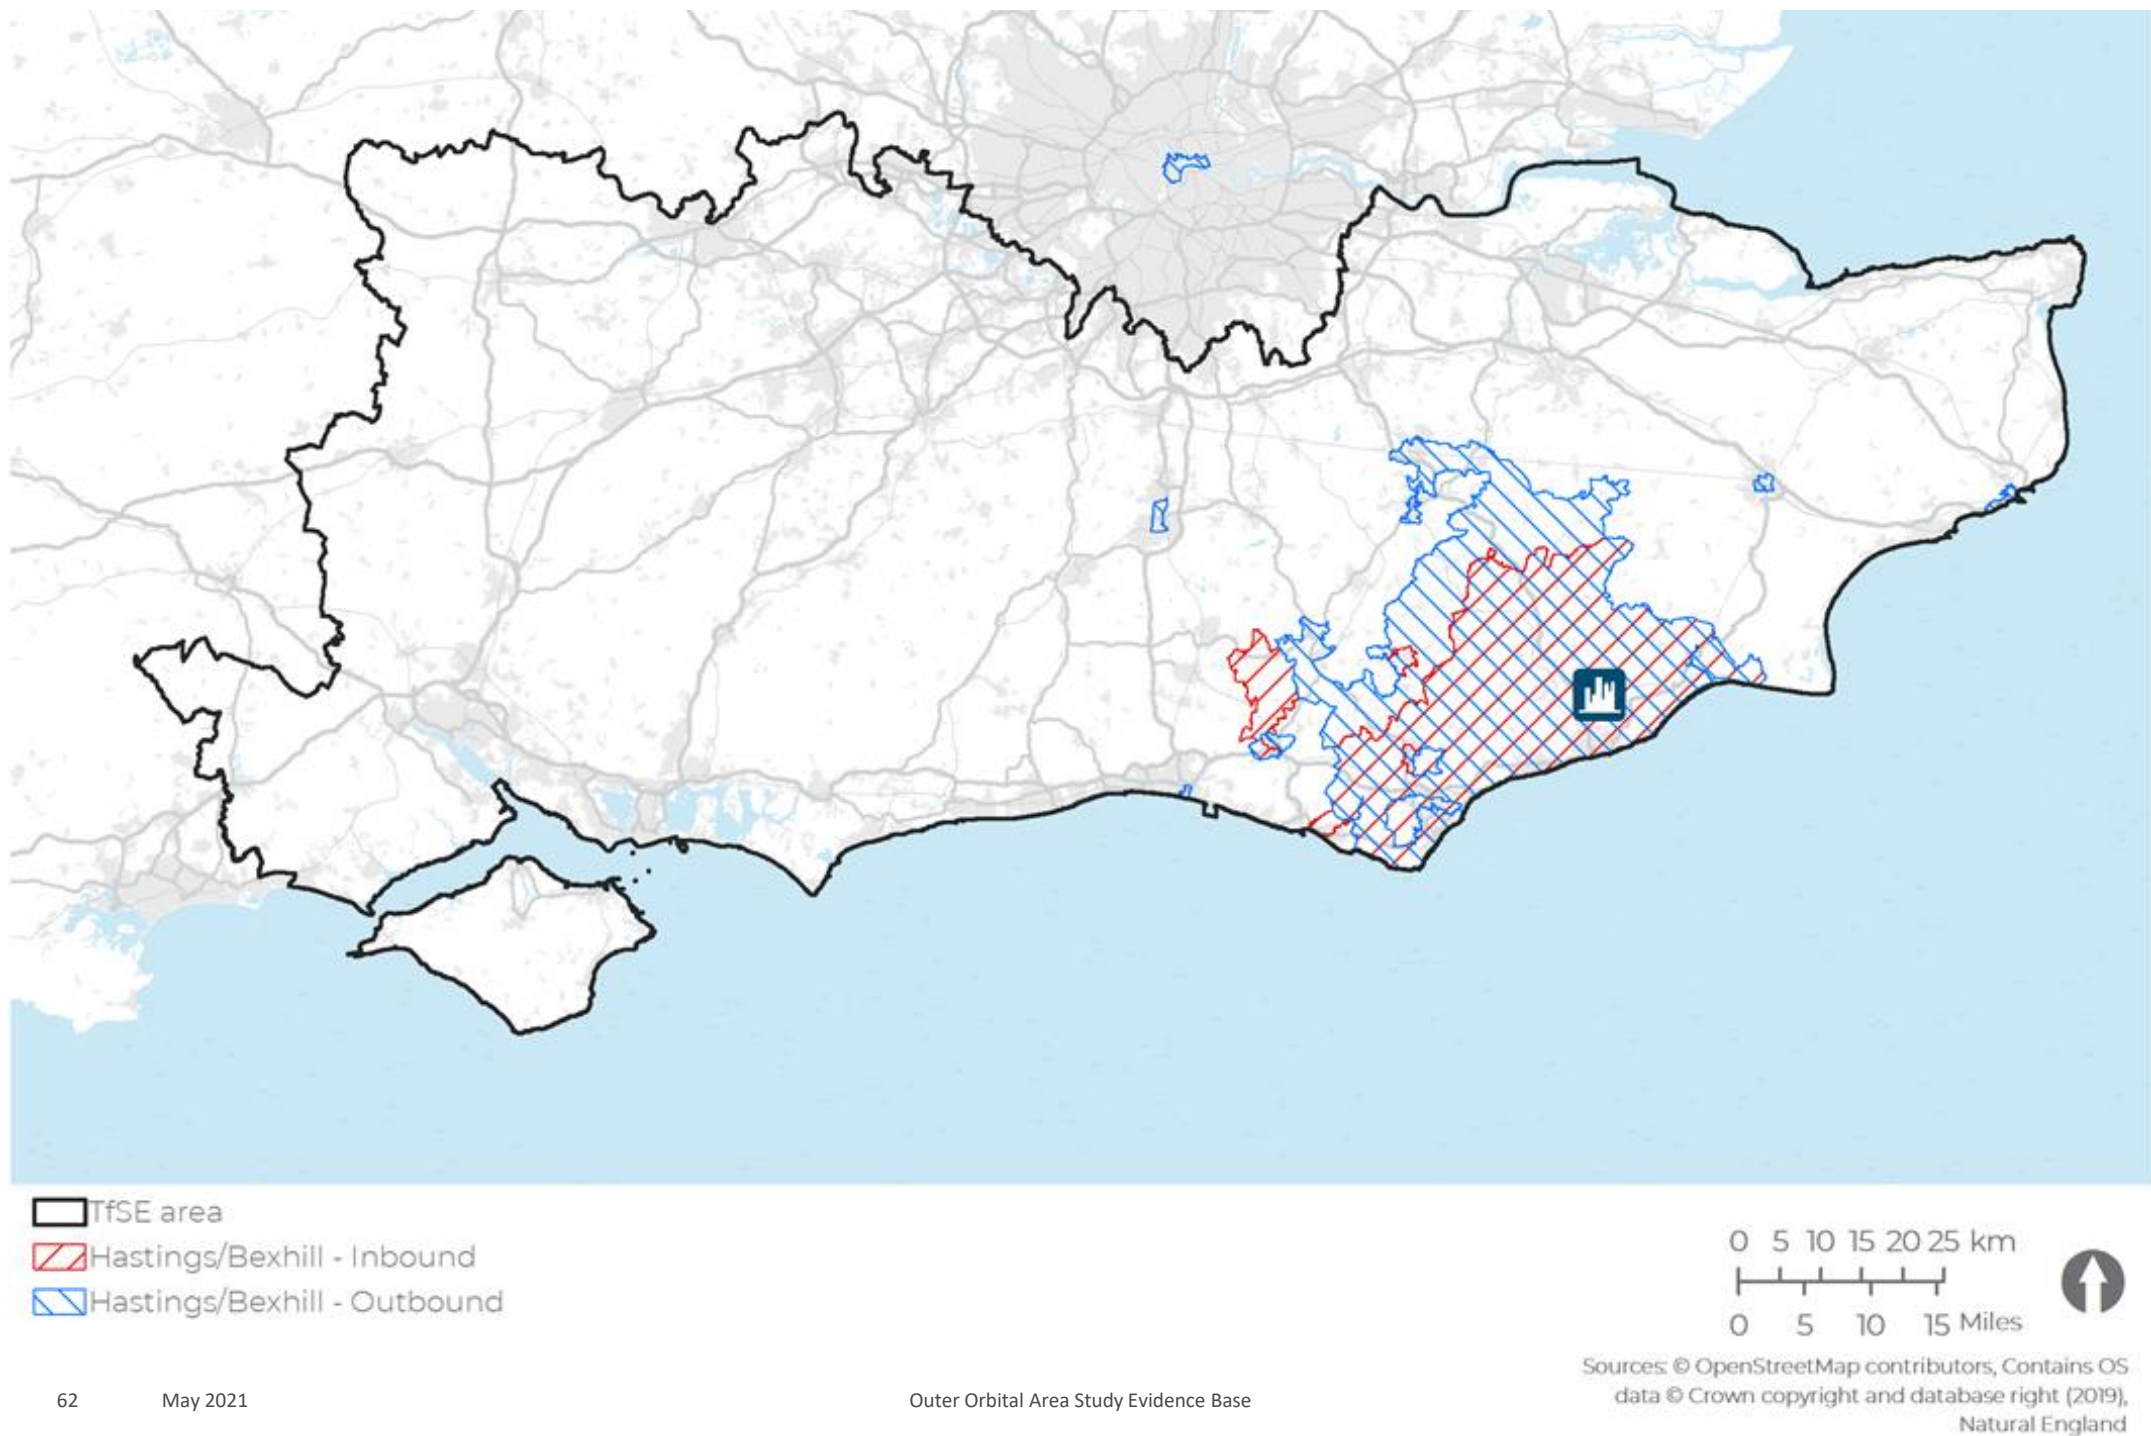 TfSE area
Hastings/Bexhill - Inbound
Hastings/Bexhill - Outbound
0 5 10 15 20 25 km
0 5 10 15 Miles
Sources: © OpenStreetMap contributors, Contains OS
data © Crown copyright and database right (2019),
Natural England
62 May 2021 Outer Orbital Area Study Evidence Base